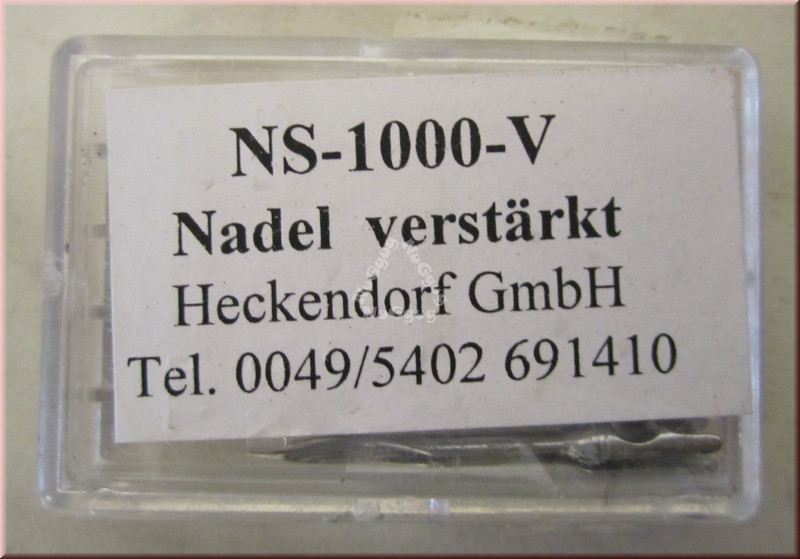 NS-1000-V
Nadel verstärkt
Heckendorf GmbH
Tel. 0049/5402 691410